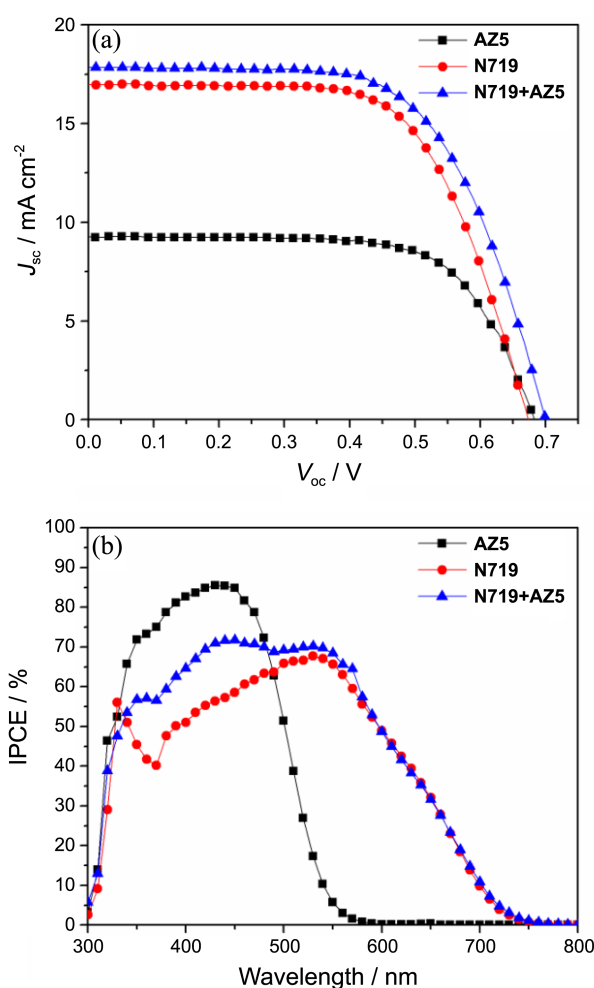 (a)
AZ5
N719
N719+AZ5
20
15
10
5
0
Jsc / mA cm-2
0.0 0.1 0.2 0.3 0.4 0.5 0.6 0.7
Voc / V
(b)
AZ5
N719
N719+AZ5
100
90
80
70
60
50
40
30
20
10
0
IPCE / %
300 400 500 600 700 800
Wavelength / nm